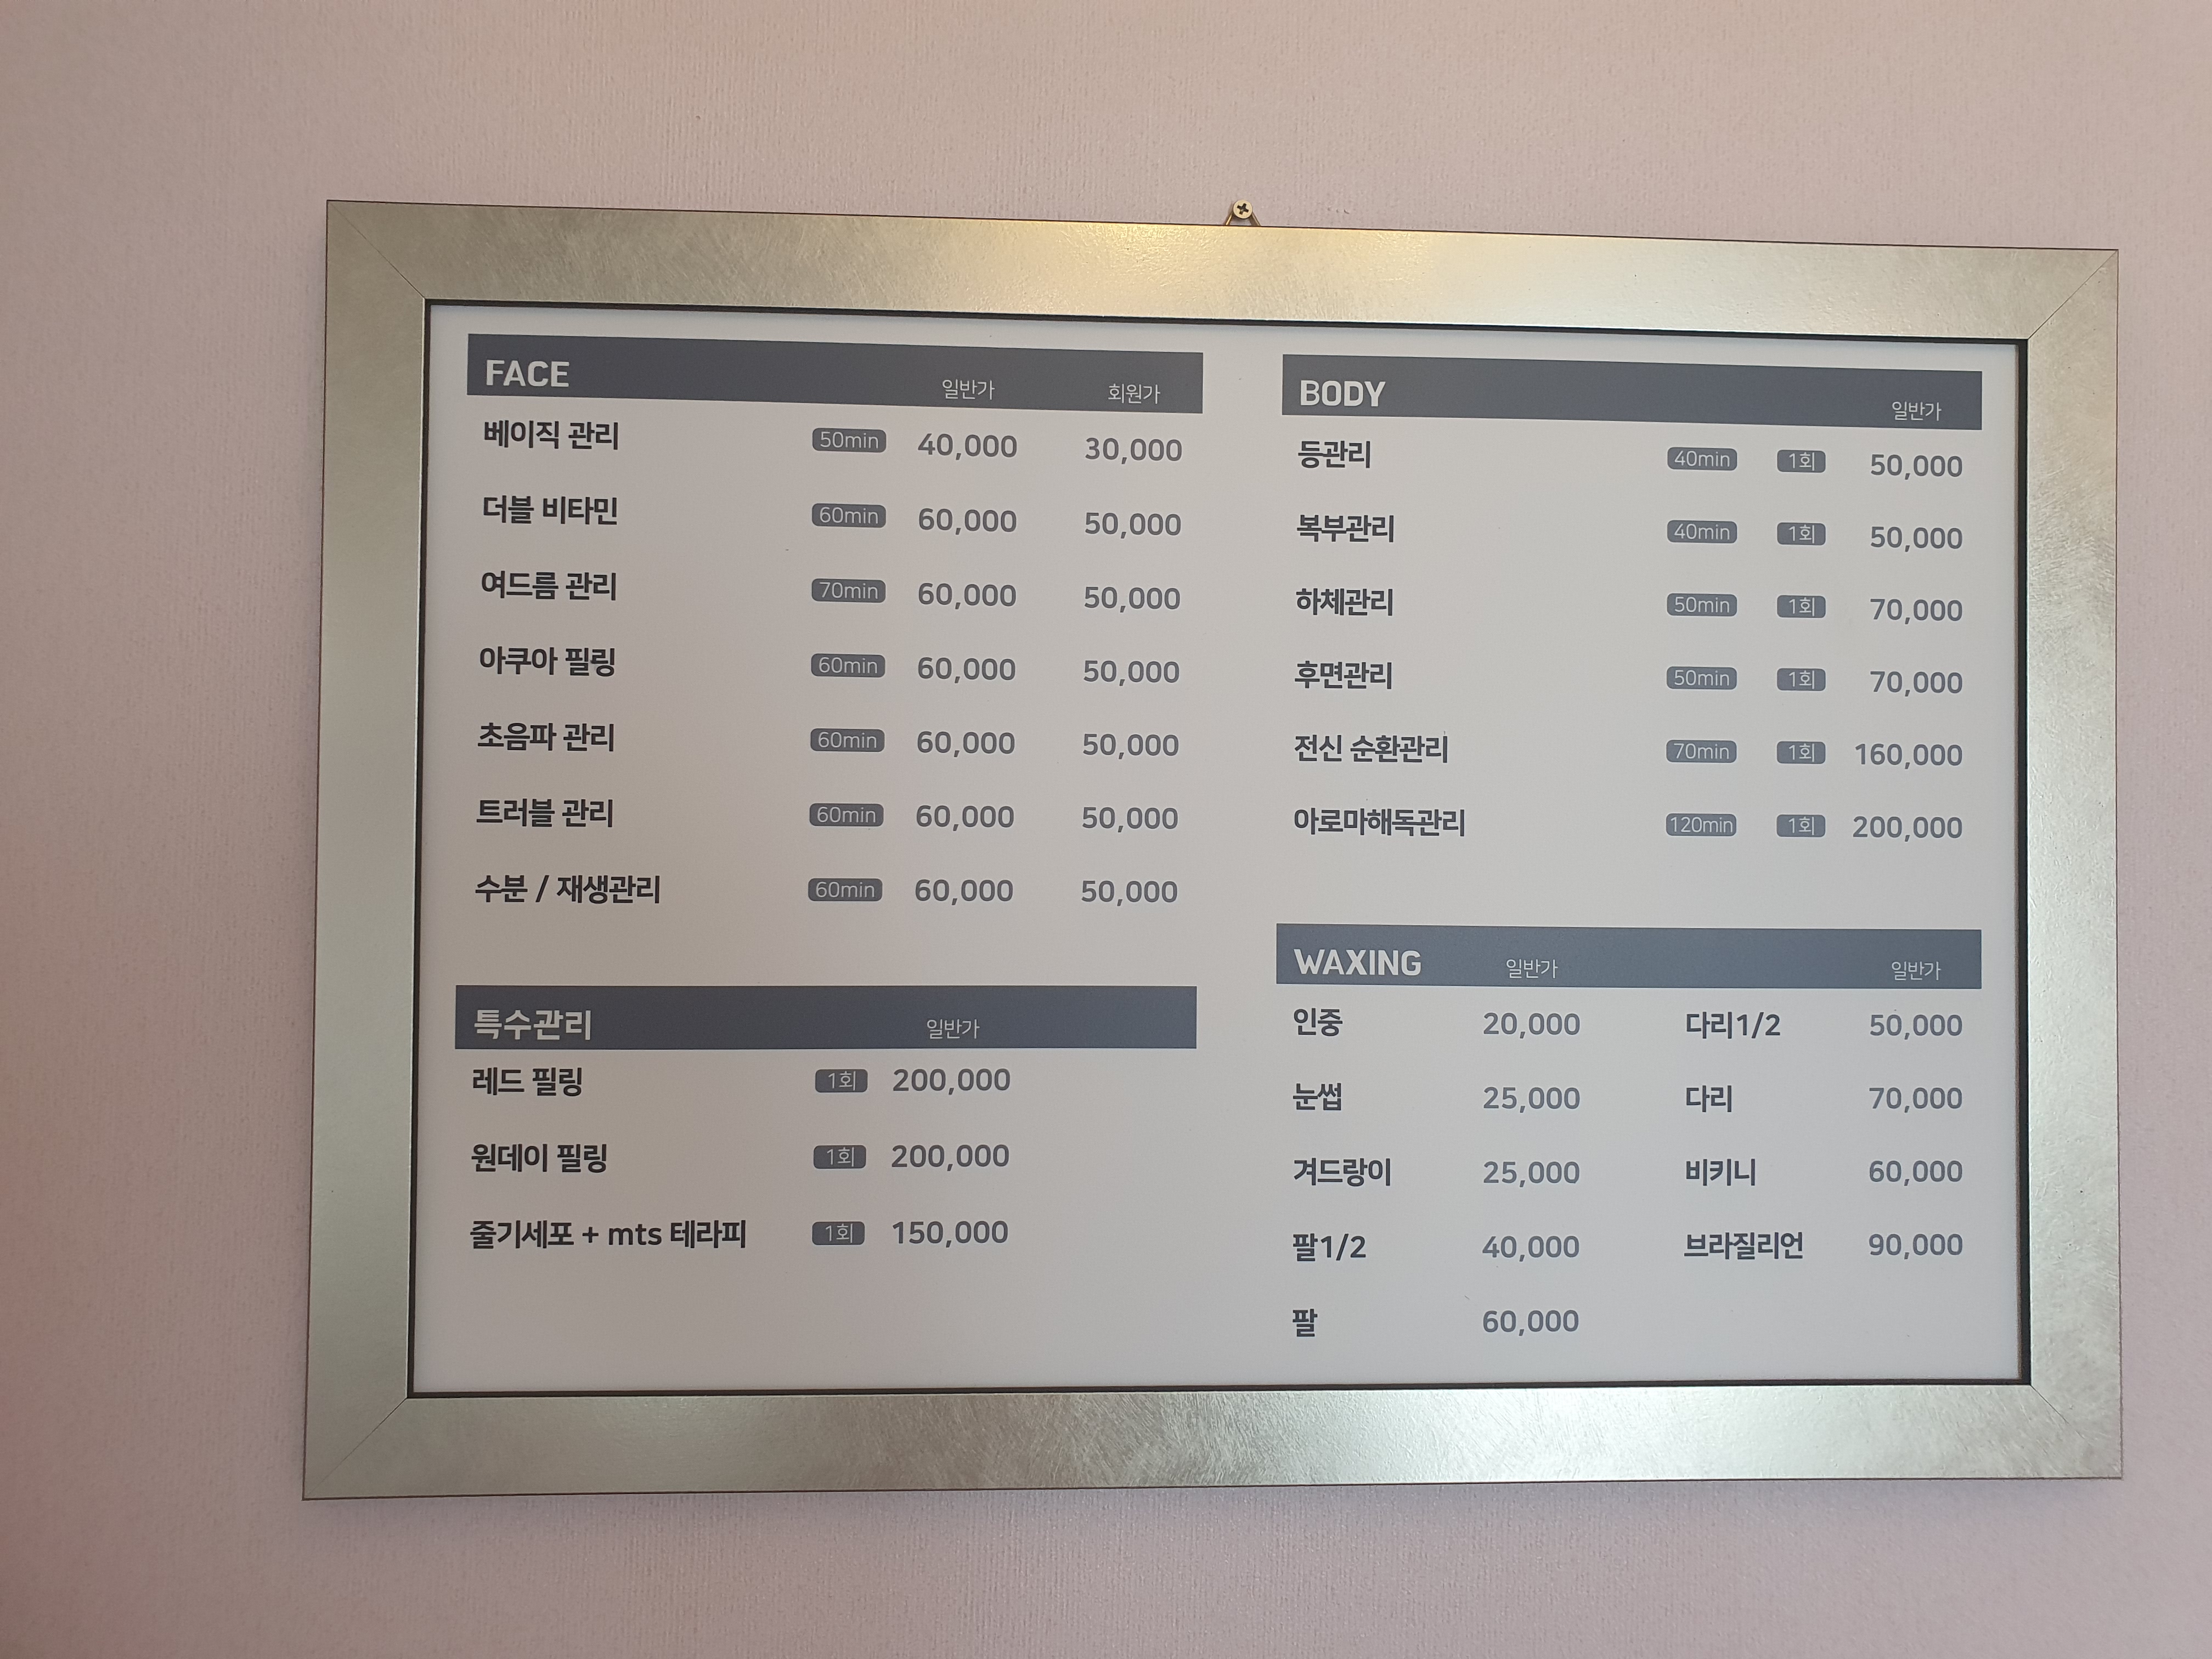 FACE 일반가 회원가
베이직 관리 50min 40,000 30,000
더블 비타민 60min 60,000 50,000
여드름 관리 70min 60,000 50,000
아쿠아 필링 60min 60,000 50,000
초음파 관리 60min 60,000 50,000
트러블 관리 60min 60,000 50,000
수분 / 재생관리 60min 60,000 50,000
특수관리 일반가
레드 필링 1회 200,000
원데이 필링 1회 200,000
줄기세포 + mts 테라피 1회 150,000
BODY 일반가
등관리 40min 1회 50,000
복부관리 40min 1회 50,000
하체관리 50min 1회 70,000
후면관리 50min 1회 70,000
전신 순환관리 70min 1회 160,000
아로마해독관리 120min 1회 200,000
WAXING 일반가 일반가
인중 20,000 다리1/2 50,000
눈썹 25,000 다리 70,000
겨드랑이 25,000 비키니 60,000
팔1/2 40,000 브라질리언 90,000
팔 60,000